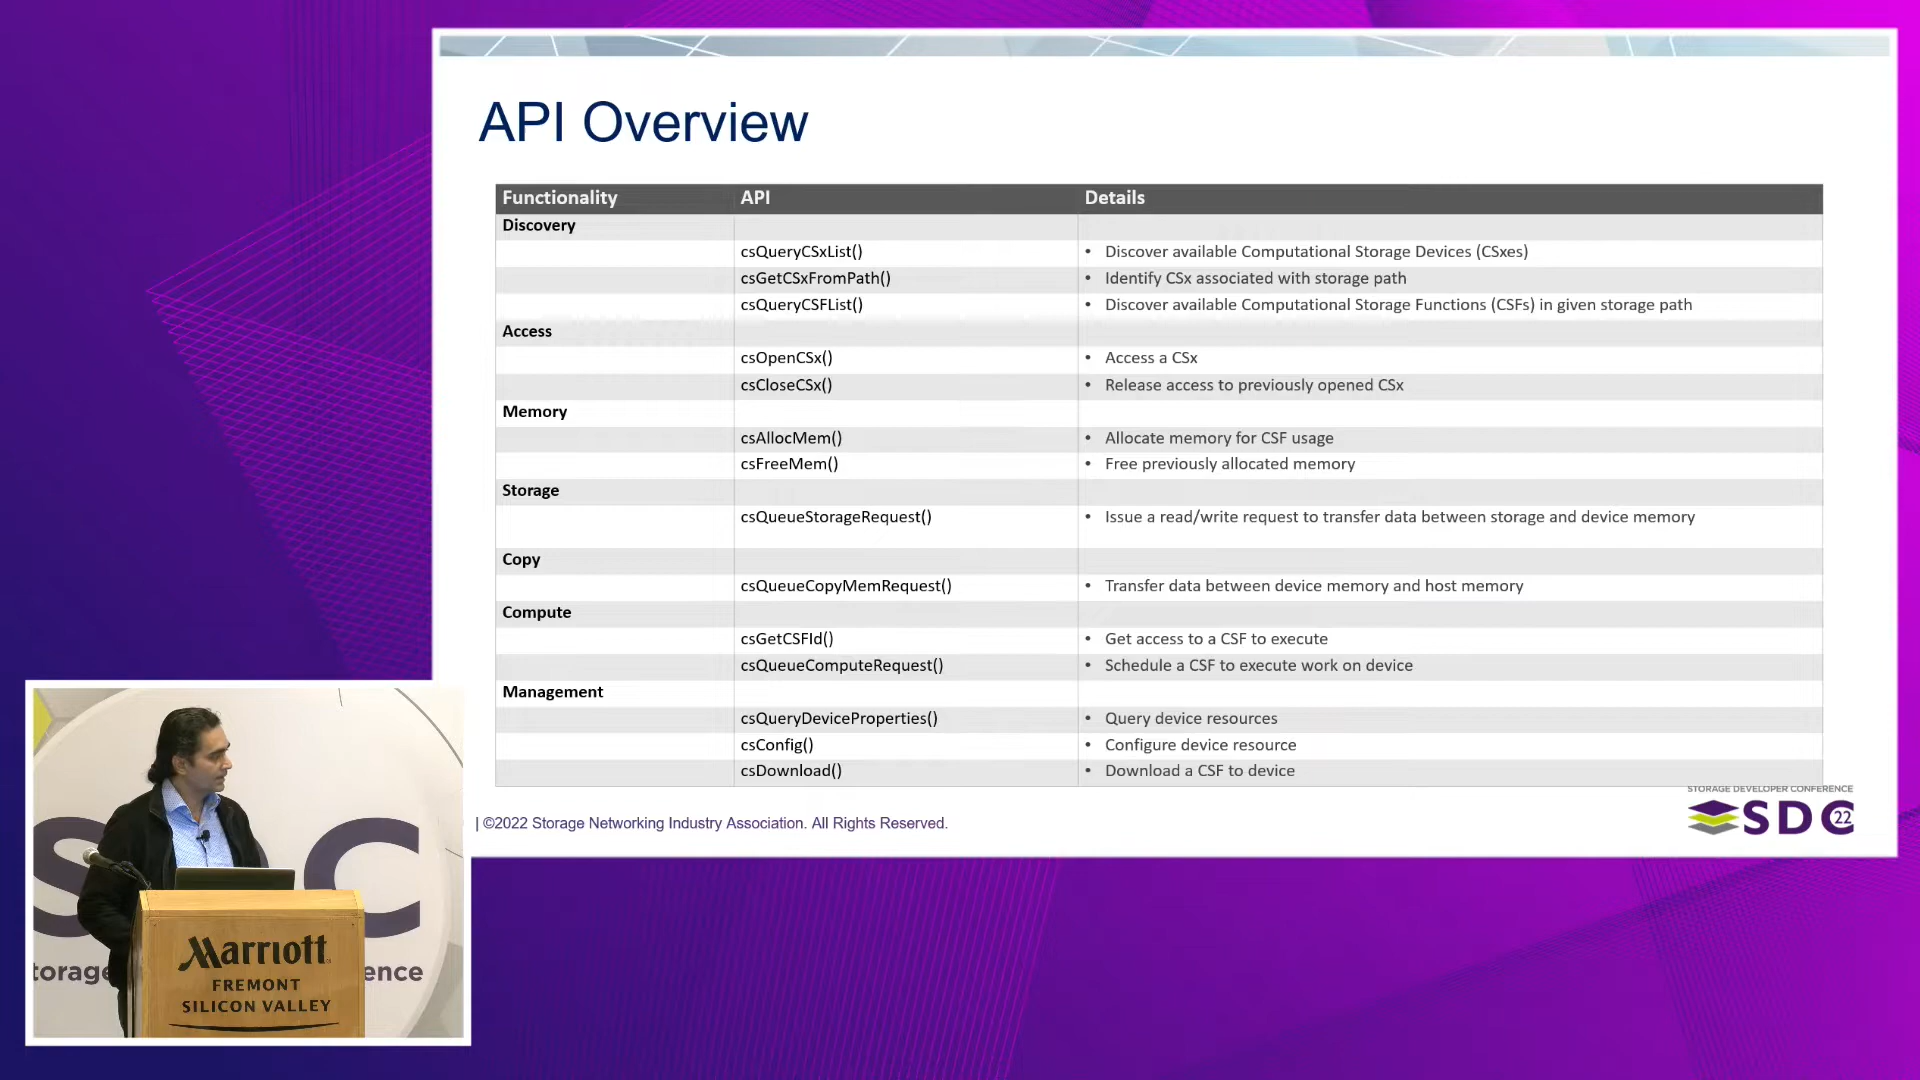 API Overview
Functionality API Details
Discovery
csQueryCSxList() • Discover available Computational Storage Devices (CSxes)
csGetCSxFromPath() • Identify CSx associated with storage path
csQueryCSFList() • Discover available Computational Storage Functions (CSFs) in given storage path
Access
csOpenCSx() • Access a CSx
csCloseCSx() • Release access to previously opened CSx
Memory
csAllocMem() • Allocate memory for CSF usage
csFreeMem() • Free previously allocated memory
Storage
csQueueStorageRequest() • Issue a read/write request to transfer data between storage and device memory
Copy
csQueueCopyMemRequest() • Transfer data between device memory and host memory
Compute
csGetCSFId() • Get access to a CSF to execute
csQueueComputeRequest() • Schedule a CSF to execute work on device
Management
csQueryDeviceProperties() • Query device resources
csConfig() • Configure device resource
csDownload() • Download a CSF to device
STORAGE DEVELOPER CONFERENCE
SDC 22
| ©2022 Storage Networking Industry Association. All Rights Reserved.
S C
torage ence
Marriott
FREMONT
SILICON VALLEY